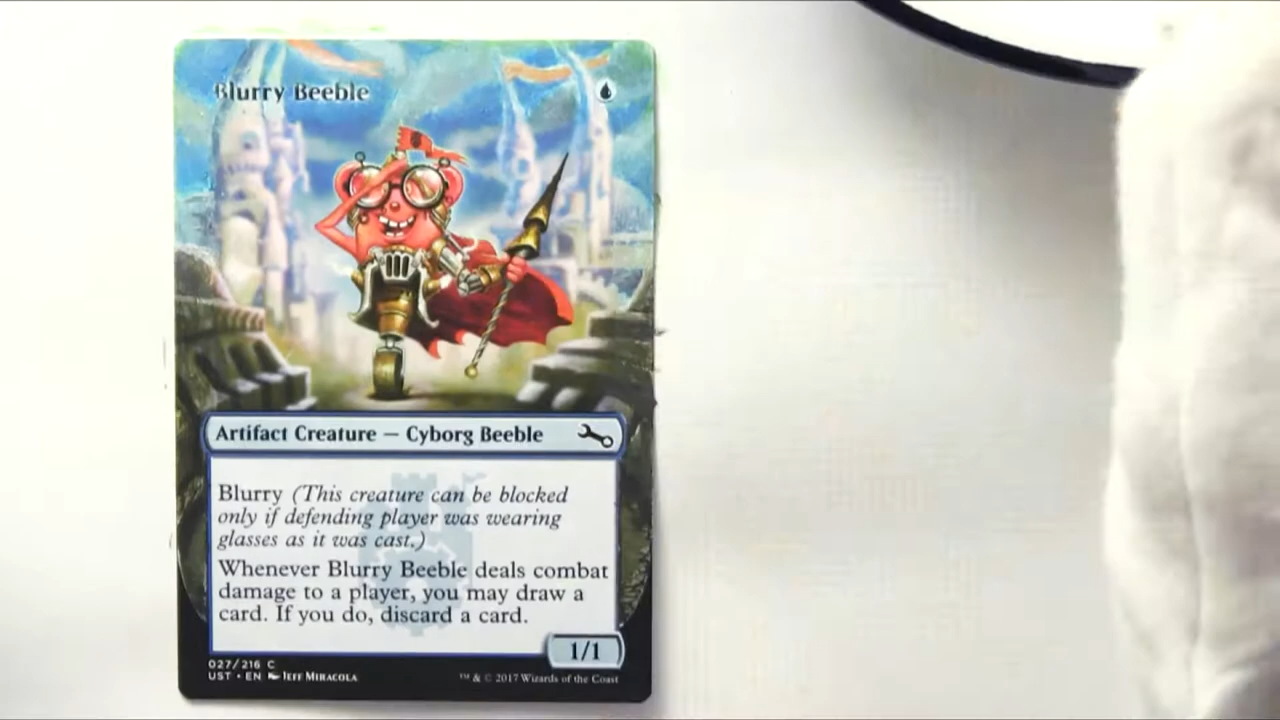 Blurry Beeble
Artifact Creature — Cyborg Beeble
Blurry (This creature can be blocked
only if defending player was wearing
glasses as it was cast.)
Whenever Blurry Beeble deals combat
damage to a player, you may draw a
card. If you do, discard a card.
1/1
027/216 C
UST • EN Jeff Miracola
™ & © 2017 Wizards of the Coast